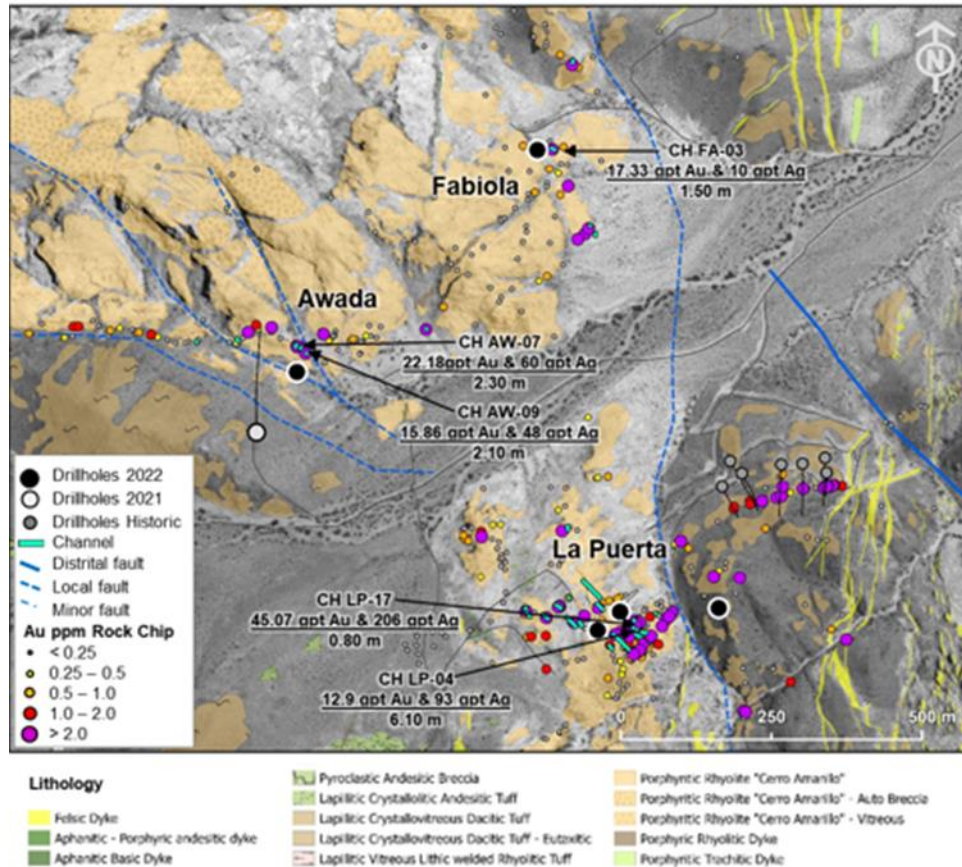 N
CH FA-03
17.33 gpt Au & 10 gpt Ag
1.50 m
Fabiola
Awada
CH AW-07
22.18gpt Au & 60 gpt Ag
2.30 m
CH AW-09
15.86 gpt Au & 48 gpt Ag
2.10 m
La Puerta
CH LP-17
45.07 gpt Au & 206 gpt Ag
0.80 m
CH LP-04
12.9 gpt Au & 93 gpt Ag
6.10 m
0 250 500 m
Drillholes 2022
Drillholes 2021
Drillholes Historic
Channel
Distrital fault
Local fault
Minor fault
Au ppm Rock Chip
< 0.25
0.25 – 0.5
0.5 – 1.0
1.0 – 2.0
> 2.0
Lithology
Felsic Dyke
Aphanitic - Porphyric andesitic dyke
Aphanitic Basic Dyke
Pyroclastic Andesitic Breccia
Lapillitic Crystallolitic Andesitic Tuff
Lapillitic Crystallovitreous Dacitic Tuff
Lapillitic Crystallovitreous Dacitic Tuff - Eutaxitic
Lapillitic Vitreous Lithic welded Rhyolitic Tuff
Porphyritic Rhyolite "Cerro Amarillo"
Porphyritic Rhyolite "Cerro Amarillo" - Auto Breccia
Porphyritic Rhyolite "Cerro Amarillo" - Vitreous
Porphyric Rhyolitic Dyke
Porphyritic Trachitic Dyke